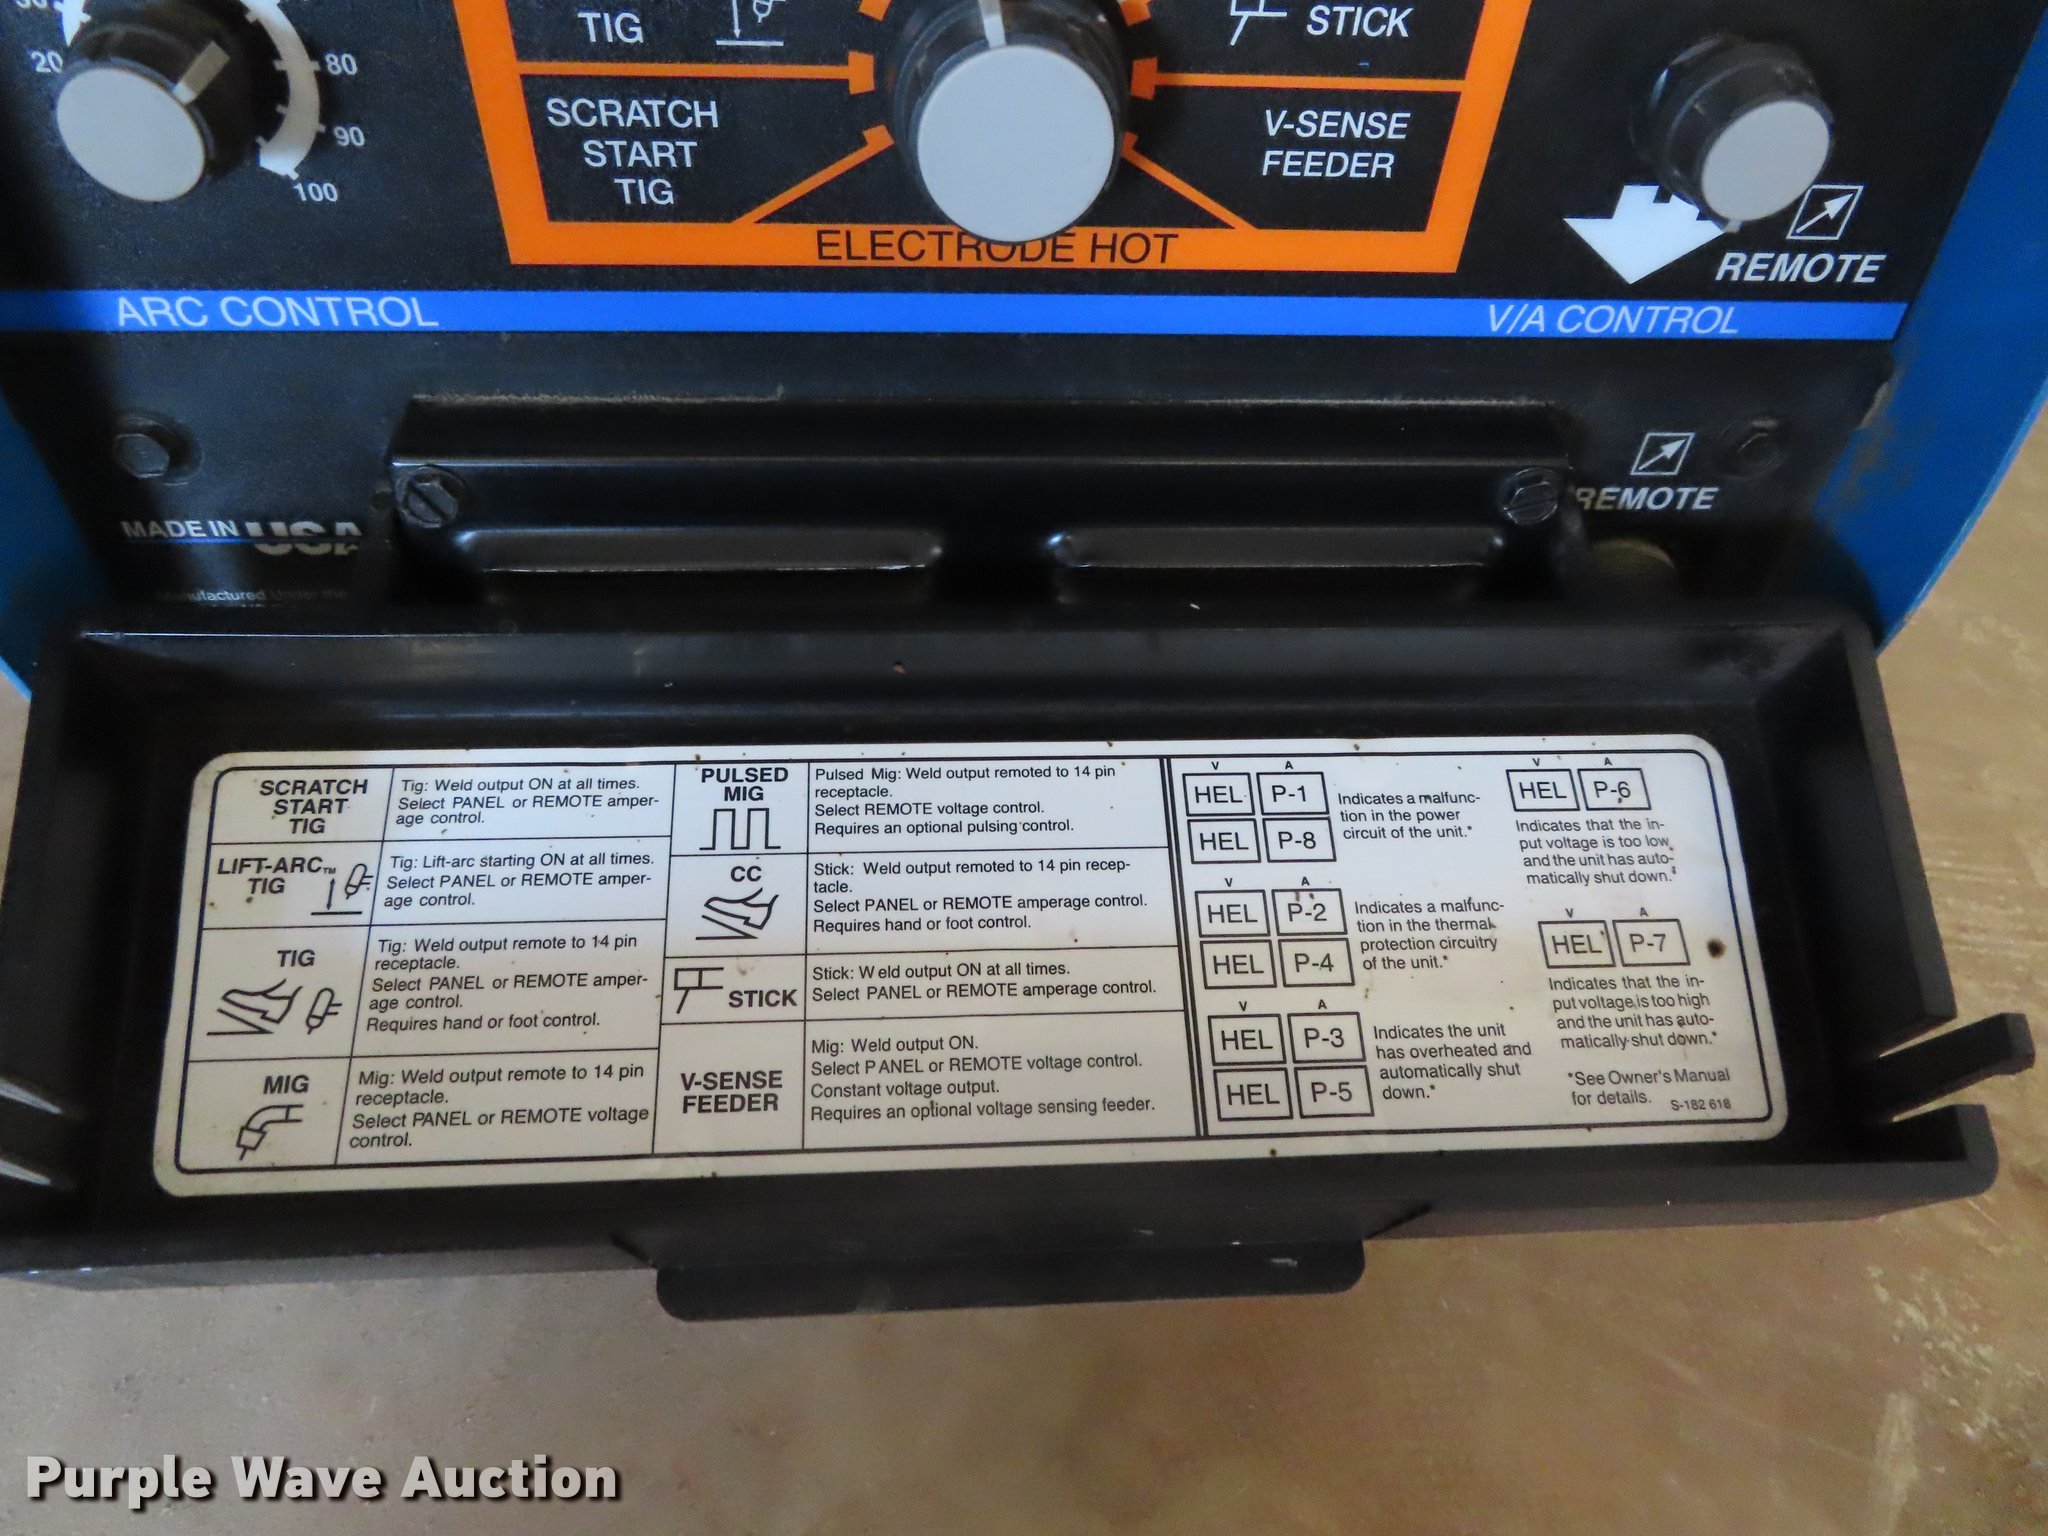 20
80
90
100
TIG
SCRATCH
START
TIG
STICK
V-SENSE
FEEDER
ELECTRODE HOT
REMOTE
ARC CONTROL
V/A CONTROL
REMOTE
MADE IN USA
Manufactured Under the
SCRATCH
START
TIG
Tig: Weld output ON at all times.
Select PANEL or REMOTE amper-
age control.
LIFT-ARC™
TIG
Tig: Lift-arc starting ON at all times.
Select PANEL or REMOTE amper-
age control.
TIG
Tig: Weld output remote to 14 pin
receptacle.
Select PANEL or REMOTE amper-
age control.
Requires hand or foot control.
MIG
Mig: Weld output remote to 14 pin
receptacle.
Select PANEL or REMOTE voltage
control.
PULSED
MIG
Pulsed Mig: Weld output remoted to 14 pin
receptacle.
Select REMOTE voltage control.
Requires an optional pulsing control.
CC
Stick: Weld output remoted to 14 pin recep-
tacle.
Select PANEL or REMOTE amperage control.
Requires hand or foot control.
STICK
Stick: Weld output ON at all times.
Select PANEL or REMOTE amperage control.
V-SENSE
FEEDER
Mig: Weld output ON.
Select PANEL or REMOTE voltage control.
Constant voltage output.
Requires an optional voltage sensing feeder.
V A
HEL P-1
HEL P-8
Indicates a malfunc-
tion in the power
circuit of the unit.*
V A
HEL P-2
HEL P-4
Indicates a malfunc-
tion in the thermal
protection circuitry
of the unit.*
V A
HEL P-3
HEL P-5
Indicates the unit
has overheated and
automatically shut
down.*
V A
HEL P-6
Indicates that the in-
put voltage is too low
and the unit has auto-
matically shut down.*
V A
HEL P-7
Indicates that the in-
put voltage is too high
and the unit has auto-
matically shut down.*
*See Owner's Manual
for details.
S-182 618
Purple Wave Auction